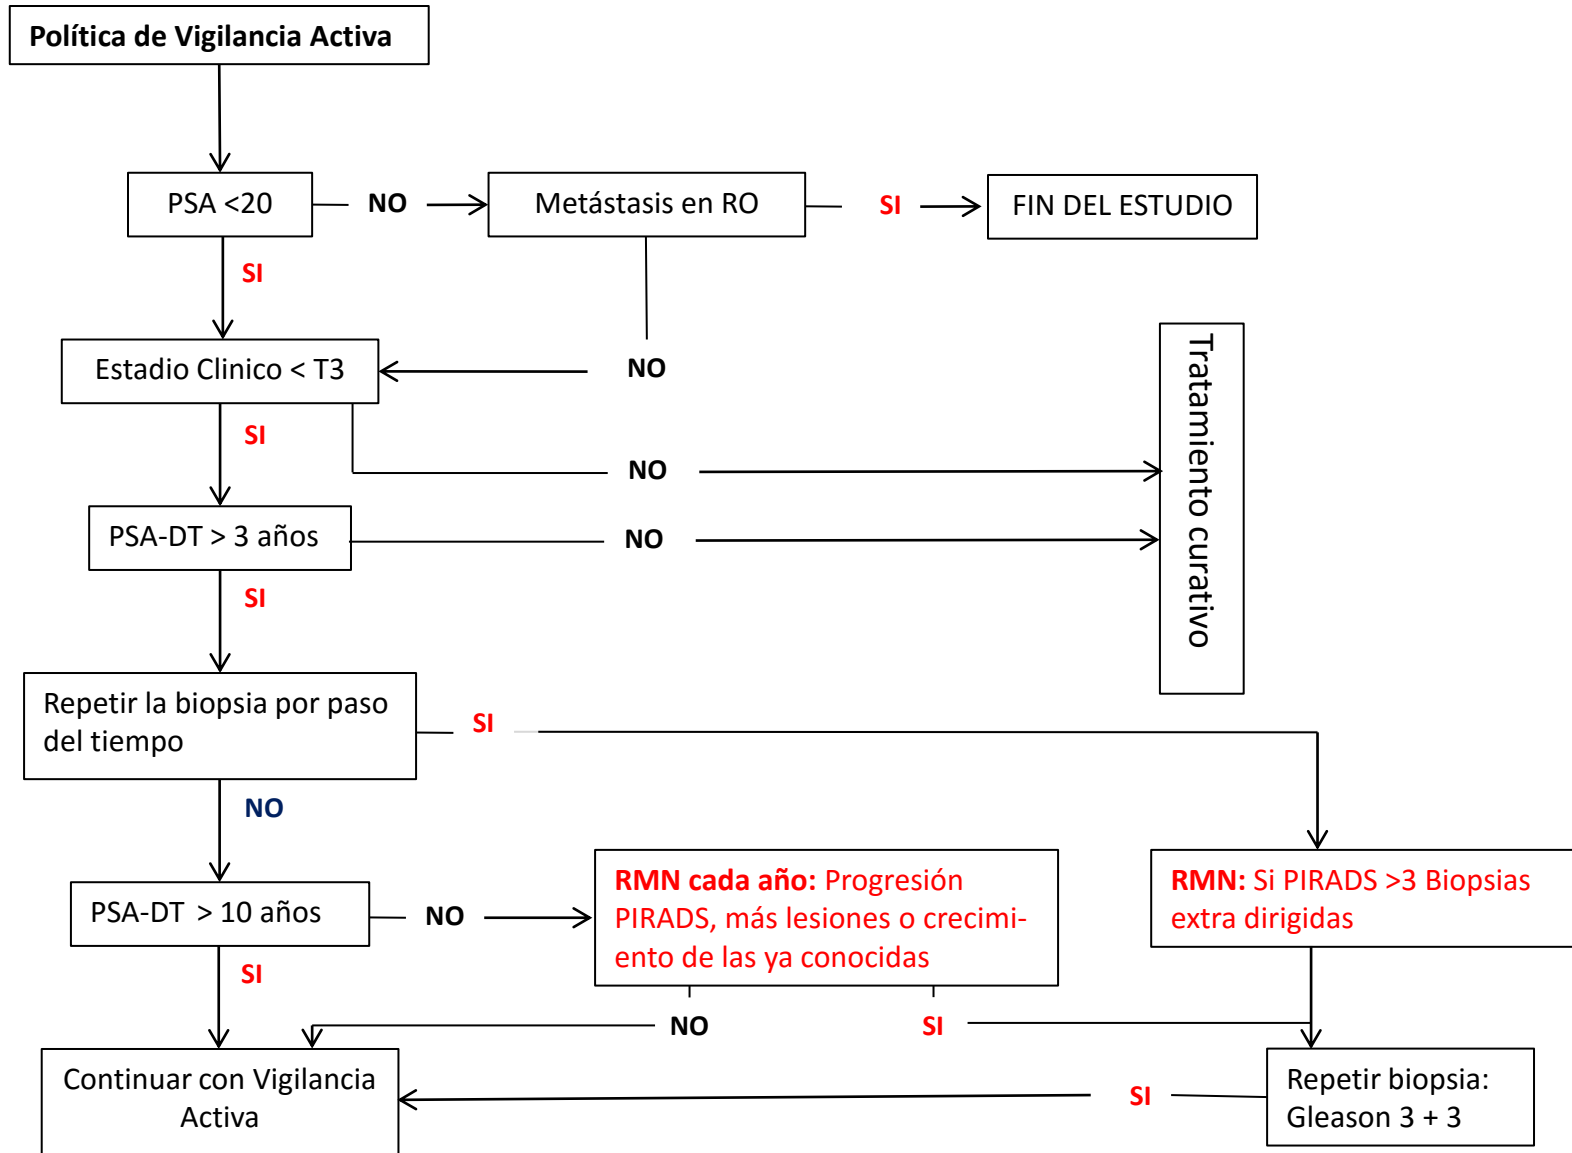 Política de Vigilancia Activa
PSA <20
NO
Metástasis en RO
SI
FIN DEL ESTUDIO
SI
Estadio Clinico < T3
NO
Tratamiento curativo
SI
NO
PSA-DT > 3 años
NO
SI
Repetir la biopsia por paso
del tiempo
SI
NO
PSA-DT > 10 años
NO
RMN cada año: Progresión
PIRADS, más lesiones o crecimi-
ento de las ya conocidas
RMN: Si PIRADS >3 Biopsias
extra dirigidas
SI
NO
SI
Continuar con Vigilancia
Activa
SI
Repetir biopsia:
Gleason 3 + 3